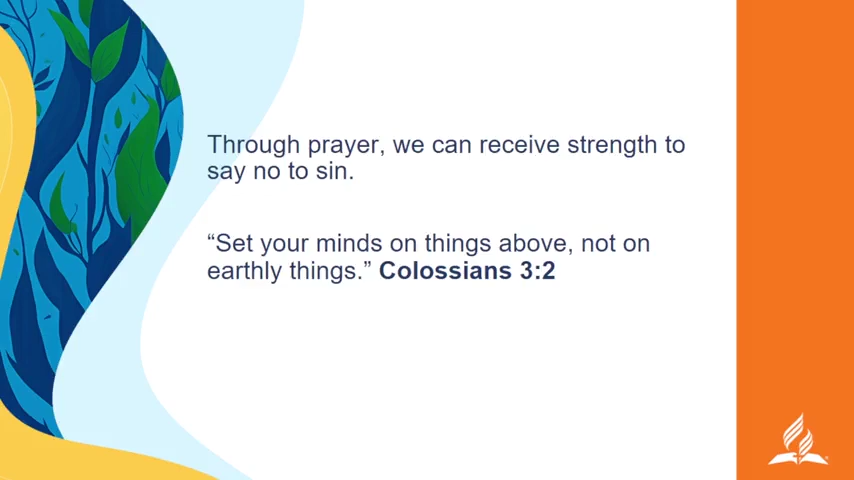 Through prayer, we can receive strength to
say no to sin.
“Set your minds on things above, not on
earthly things.” Colossians 3:2